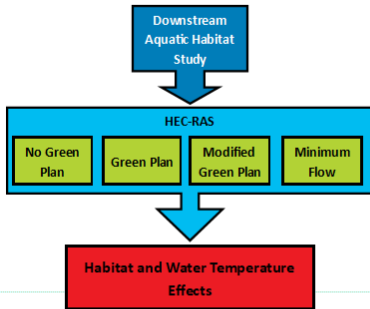 Downstream
Aquatic Habitat
Study
HEC-RAS
No Green
Plan
Green Plan
Modified
Green Plan
Minimum
Flow
Habitat and Water Temperature
Effects